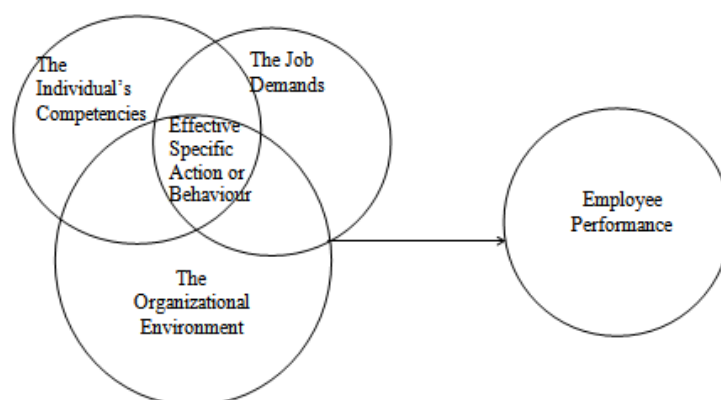 The
Individual's
Competencies
The Job
Demands
Effective
Specific
Action or
Behaviour
The
Organizational
Environment
Employee
Performance